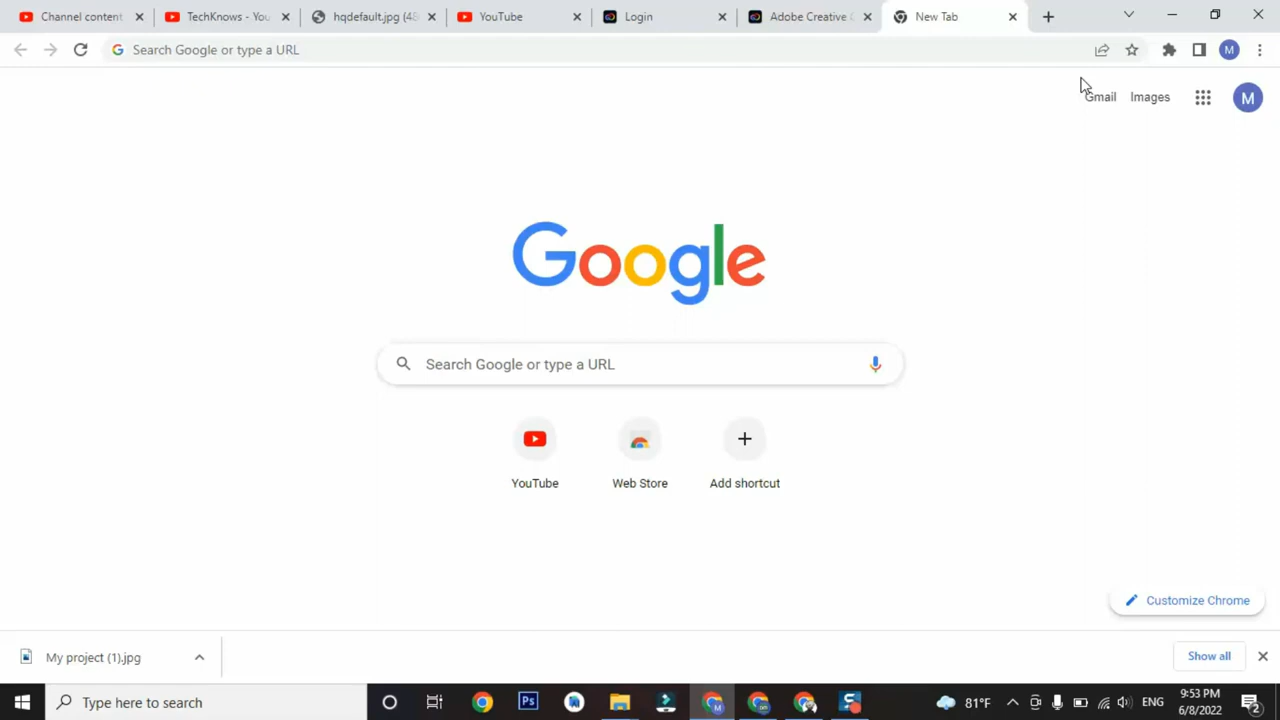 Channel content
TechKnows - You
hqdefault.jpg (48
YouTube
Login
Adobe Creative C
New Tab
Search Google or type a URL
M
Gmail
Images
M
Google
Search Google or type a URL
YouTube
Web Store
Add shortcut
Customize Chrome
My project (1).jpg
Show all
Type here to search
Ps
M
81°F
ENG
9:53 PM
6/8/2022
2